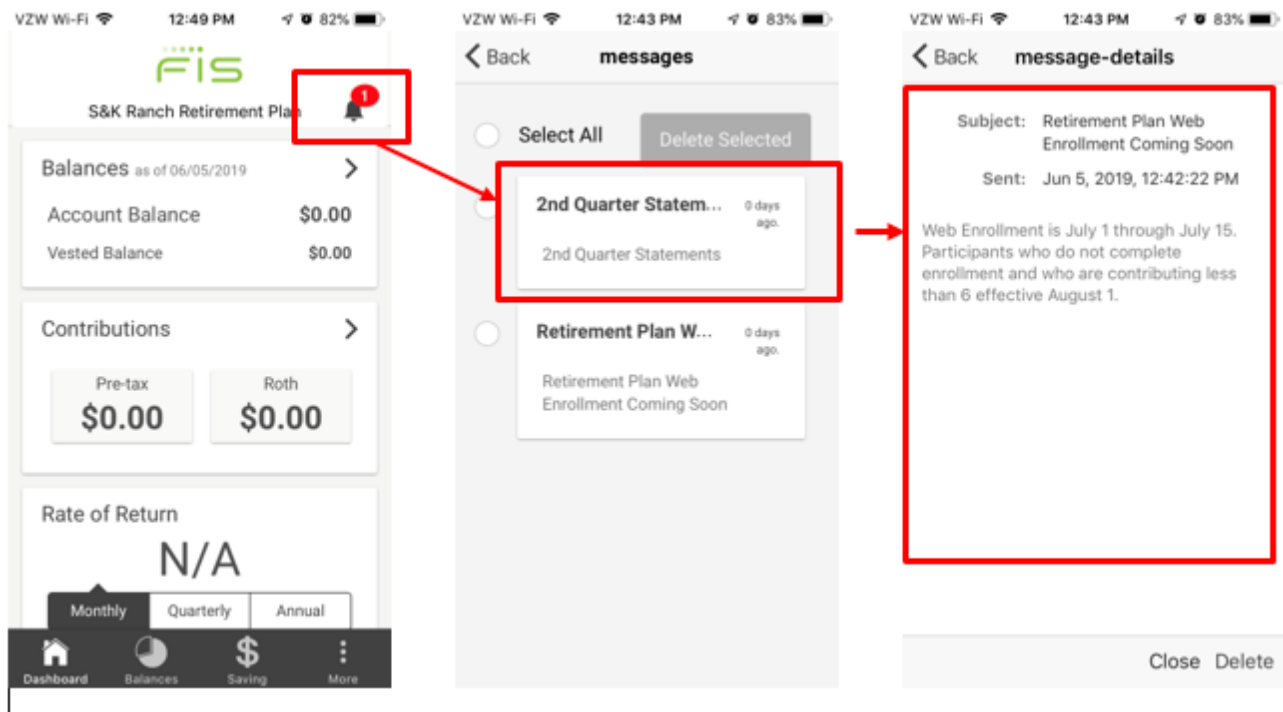 VZW Wi-Fi 12:49 PM 82%
FIS
1
S&K Ranch Retirement Plan
Balances as of 06/05/2019
Account Balance $0.00
Vested Balance $0.00
Contributions
Pre-tax Roth
$0.00 $0.00
Rate of Return
N/A
Monthly Quarterly Annual
Dashboard Balances Saving More
VZW Wi-Fi 12:43 PM 83%
Back messages
Select All Delete Selected
2nd Quarter Statem... 0 days
ago.
2nd Quarter Statements
Retirement Plan W... 0 days
ago.
Retirement Plan Web
Enrollment Coming Soon
VZW Wi-Fi 12:43 PM 83%
Back message-details
Subject: Retirement Plan Web
Enrollment Coming Soon
Sent: Jun 5, 2019, 12:42:22 PM
Web Enrollment is July 1 through July 15.
Participants who do not complete
enrollment and who are contributing less
than 6 effective August 1.
Close Delete